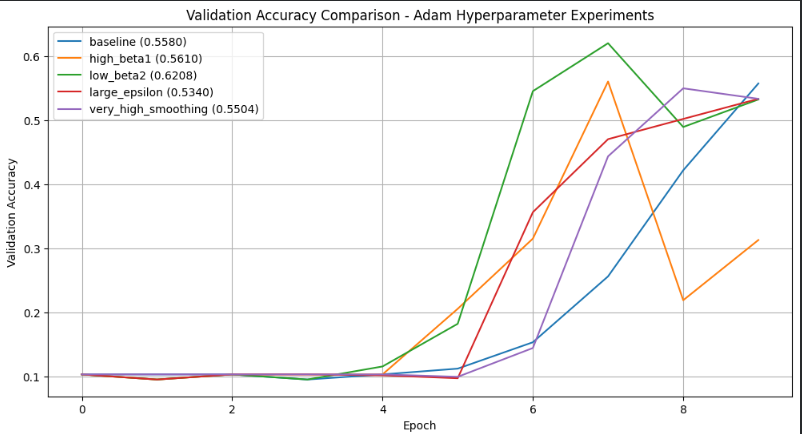 Validation Accuracy Comparison - Adam Hyperparameter Experiments
baseline (0.5580)
high_beta1 (0.5610)
low_beta2 (0.6208)
large_epsilon (0.5340)
very_high_smoothing (0.5504)
Validation Accuracy
0.6
0.5
0.4
0.3
0.2
0.1
0 2 4 6 8
Epoch